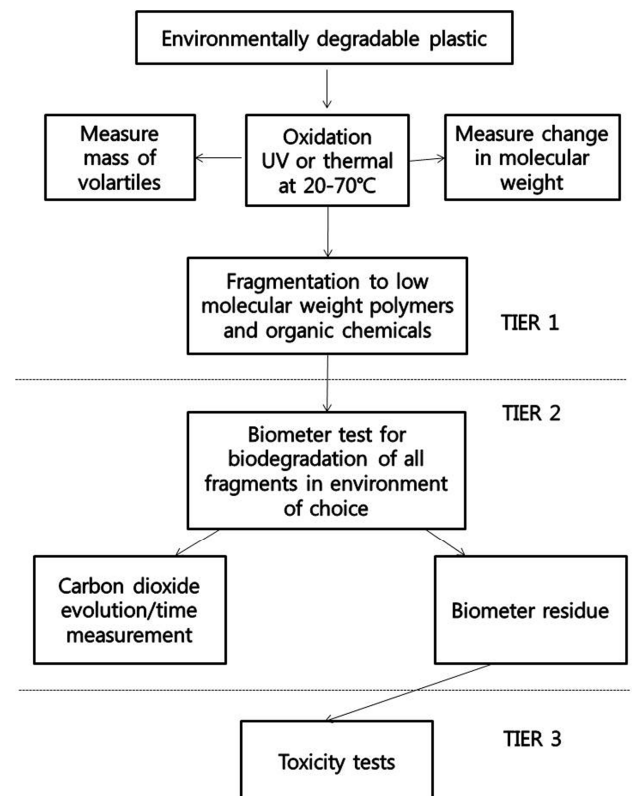 Environmentally degradable plastic
Measure
mass of
volartiles
Oxidation
UV or thermal
at 20-70℃
Measure change
in molecular
weight
Fragmentation to low
molecular weight polymers
and organic chemicals
TIER 1
TIER 2
Biometer test for
biodegradation of all
fragments in environment
of choice
Carbon dioxide
evolution/time
measurement
Biometer residue
TIER 3
Toxicity tests